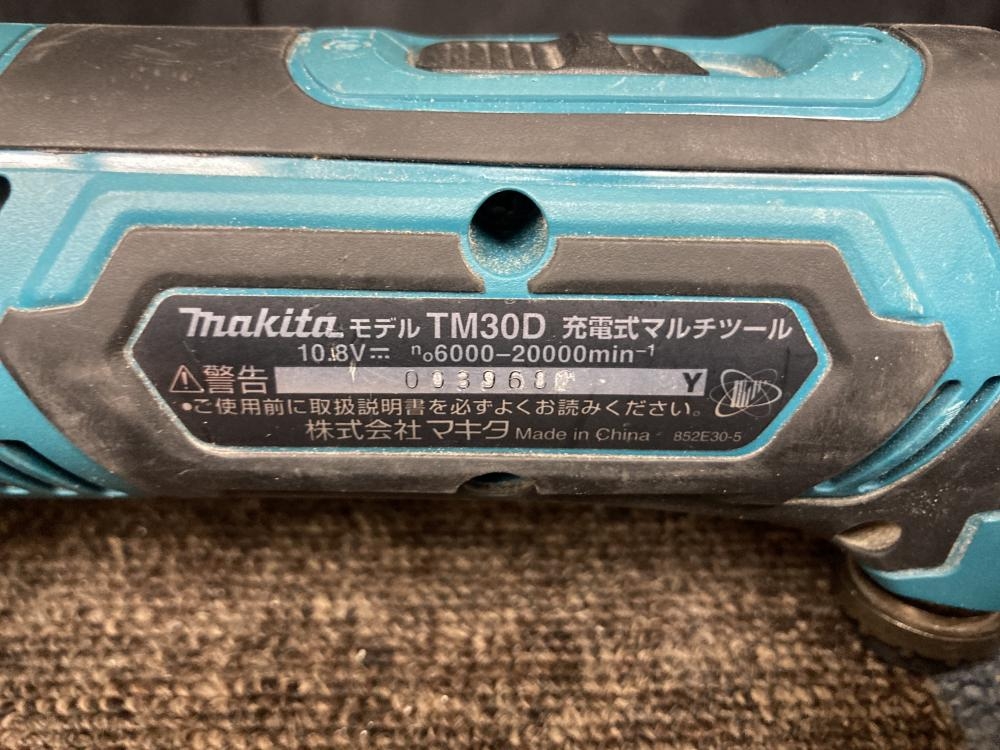 makita モデル TM30D 充電式マルチツール
10.8V⎓ n₀6000–20000min⁻¹
⚠警告 Y
•ご使用前に取扱説明書を必ずよくお読みください。
株式会社 マキタ Made in China 852E30-5